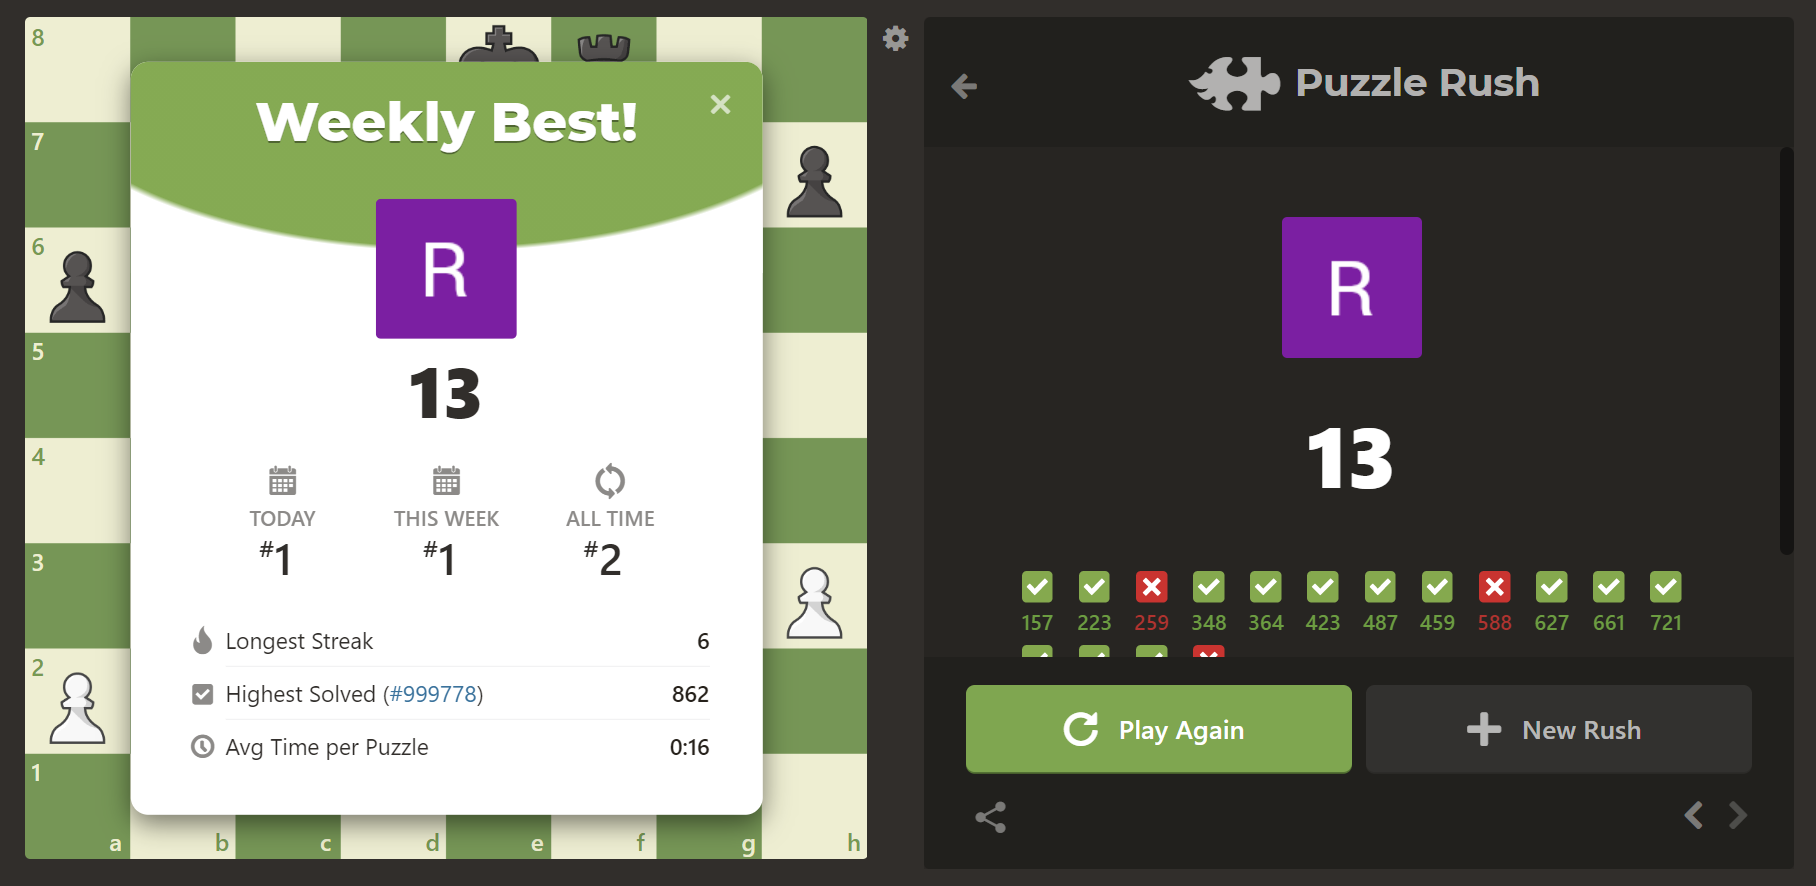 8
7
6
5
4
3
2
1
a b c d e f g h
Weekly Best!
R
13
TODAY THIS WEEK ALL TIME
#1 #1 #2
Longest Streak 6
Highest Solved (#999778) 862
Avg Time per Puzzle 0:16
Puzzle Rush
R
13
157 223 259 348 364 423 487 459 588 627 661 721
Play Again New Rush